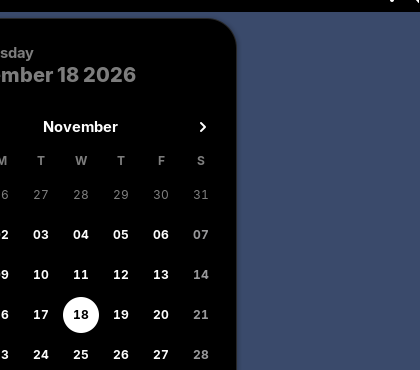 sday
ember 18 2026
November
M T W T F S
6 27 28 29 30 31
2 03 04 05 06 07
9 10 11 12 13 14
6 17 18 19 20 21
3 24 25 26 27 28